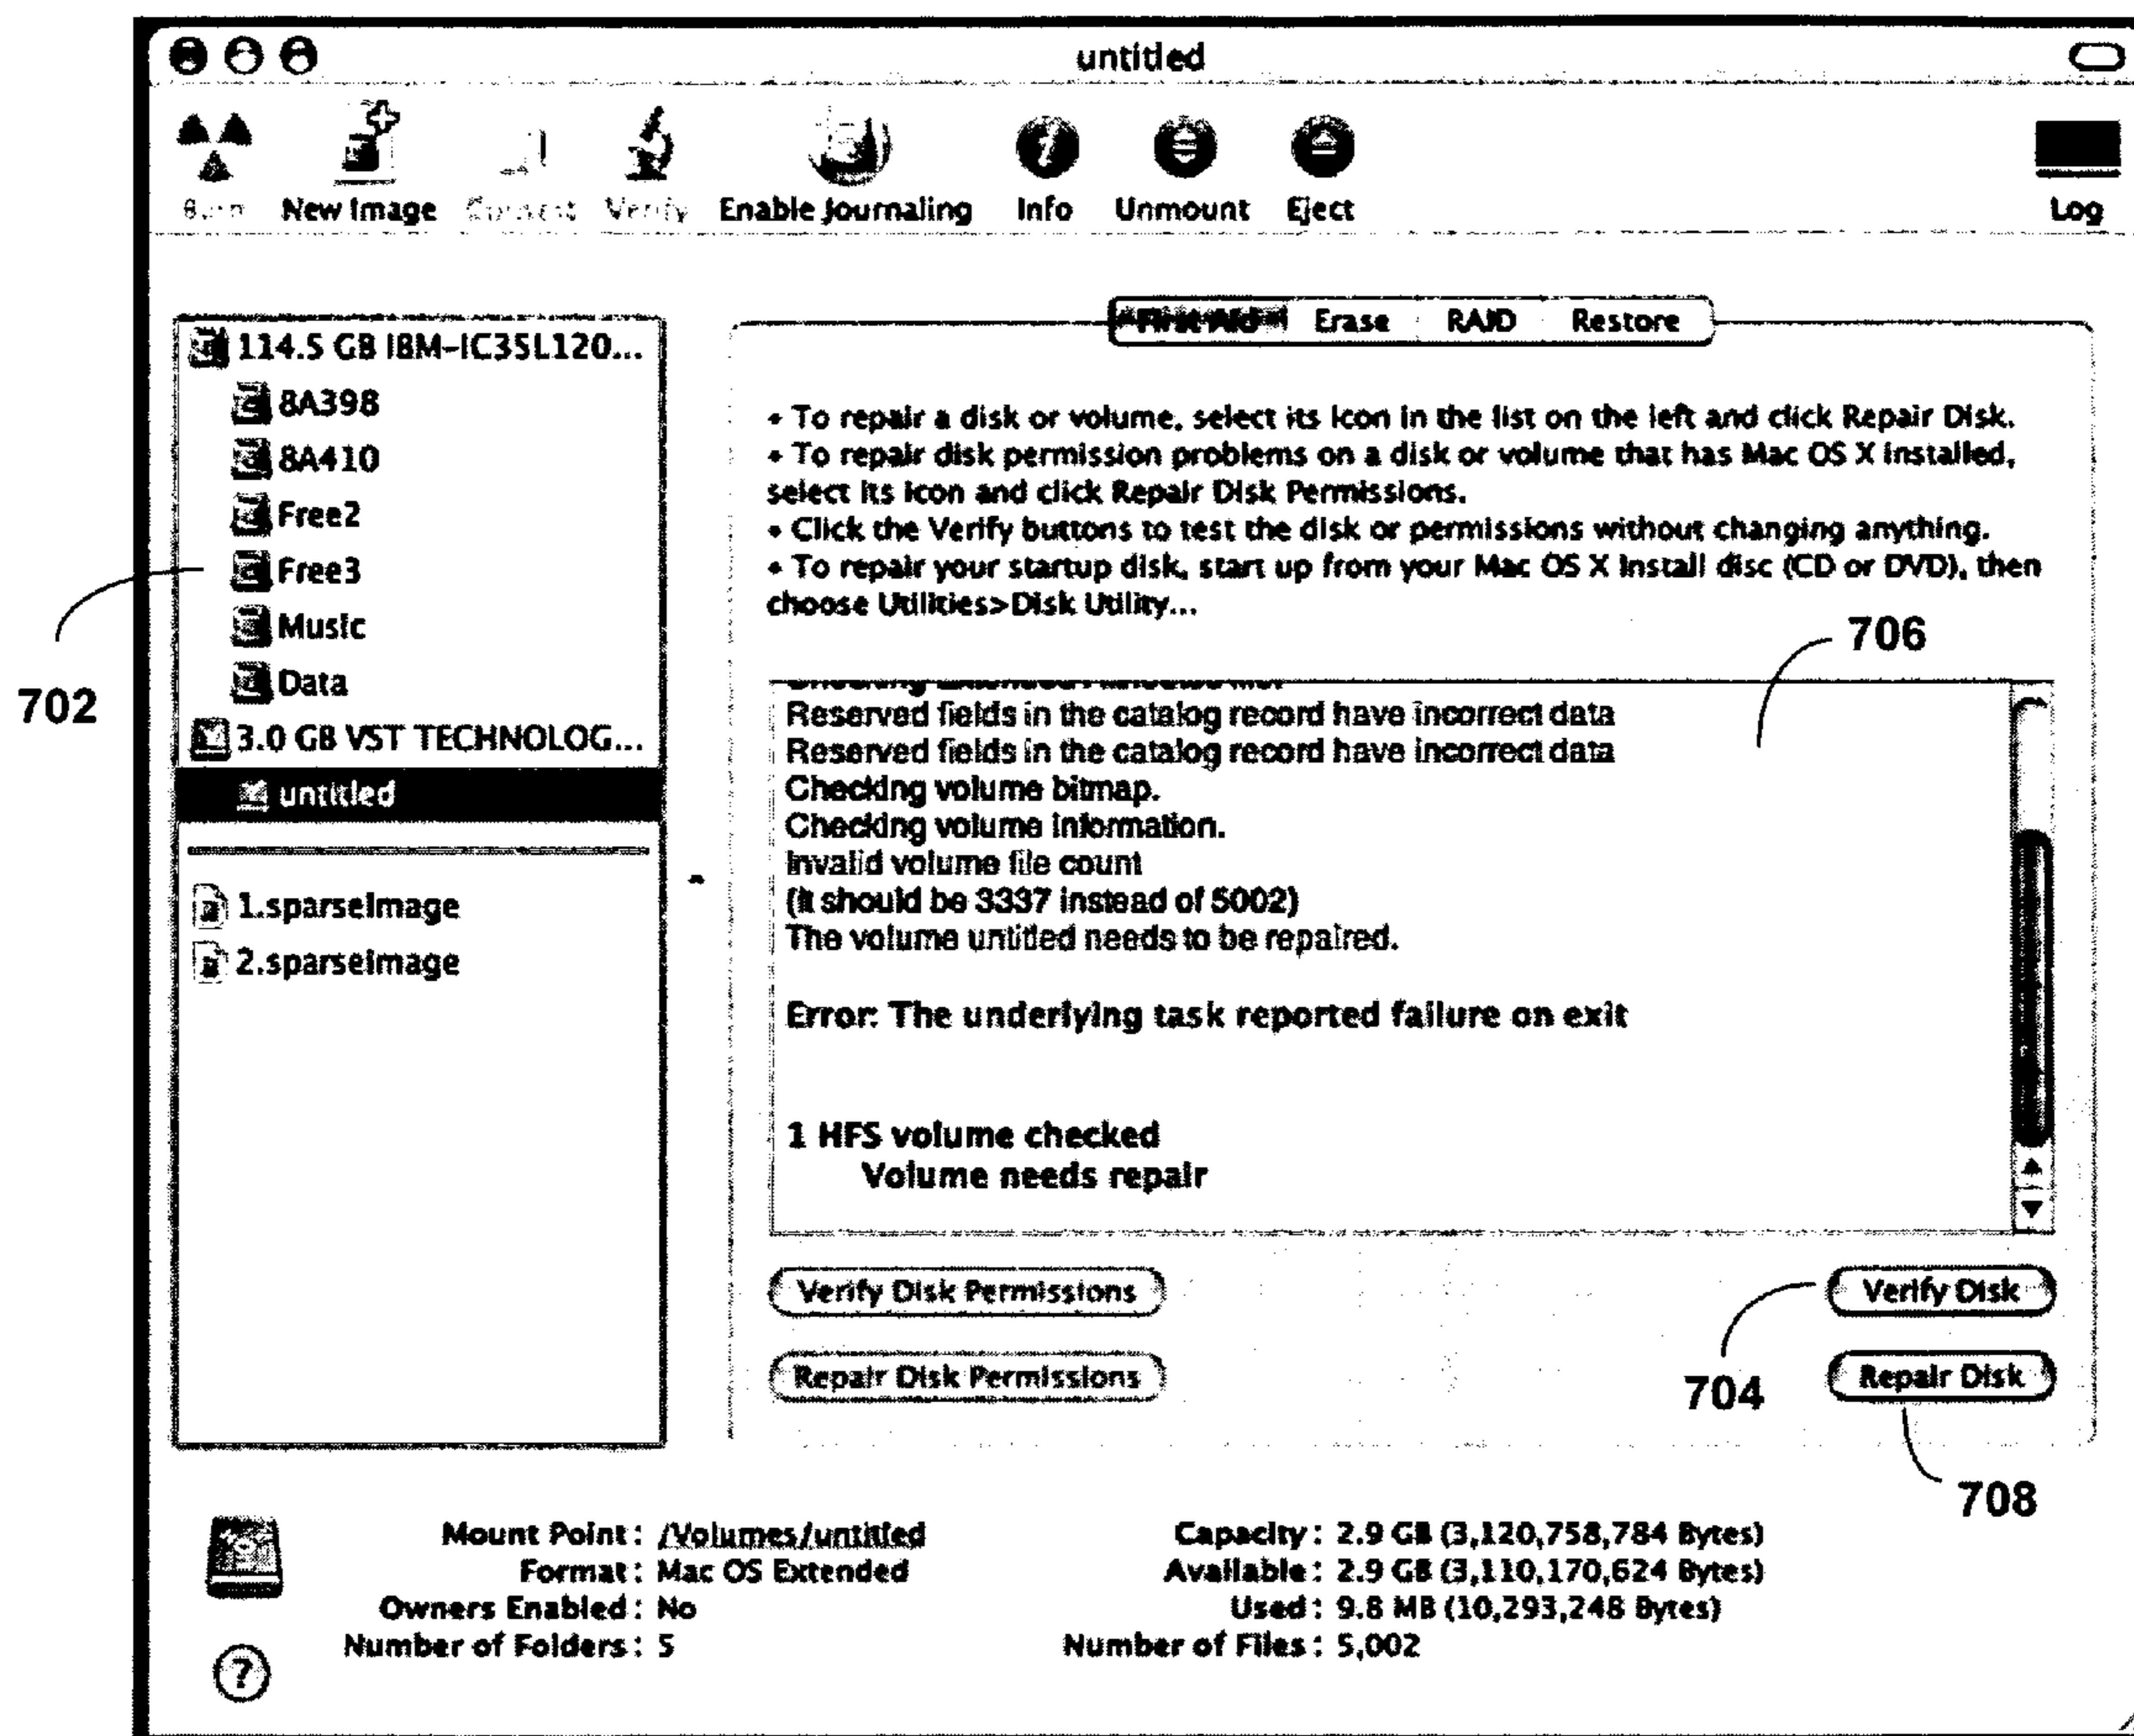 untitled
Burn New Image Convert Verify Enable Journaling Info Unmount Eject Log
114.5 GB IBM-IC35L120...
8A398
8A410
Free2
Free3
Music
Data
3.0 GB VST TECHNOLOG...
untitled
1.sparseimage
2.sparseimage
702
First Aid Erase RAID Restore
• To repair a disk or volume, select its icon in the list on the left and click Repair Disk.
• To repair disk permission problems on a disk or volume that has Mac OS X installed,
select its icon and click Repair Disk Permissions.
• Click the Verify buttons to test the disk or permissions without changing anything.
• To repair your startup disk, start up from your Mac OS X Install disc (CD or DVD), then
choose Utilities>Disk Utility...
706
Reserved fields in the catalog record have incorrect data
Reserved fields in the catalog record have incorrect data
Checking volume bitmap.
Checking volume information.
Invalid volume file count
(It should be 3337 instead of 5002)
The volume untitled needs to be repaired.
Error: The underlying task reported failure on exit
1 HFS volume checked
Volume needs repair
Verify Disk Permissions Verify Disk
704
Repair Disk Permissions Repair Disk
708
Mount Point : /Volumes/untitled
Format : Mac OS Extended
Owners Enabled : No
Number of Folders : 5
Capacity : 2.9 GB (3,120,758,784 Bytes)
Available : 2.9 GB (3,110,170,624 Bytes)
Used : 9.8 MB (10,293,248 Bytes)
Number of Files : 5,002
?